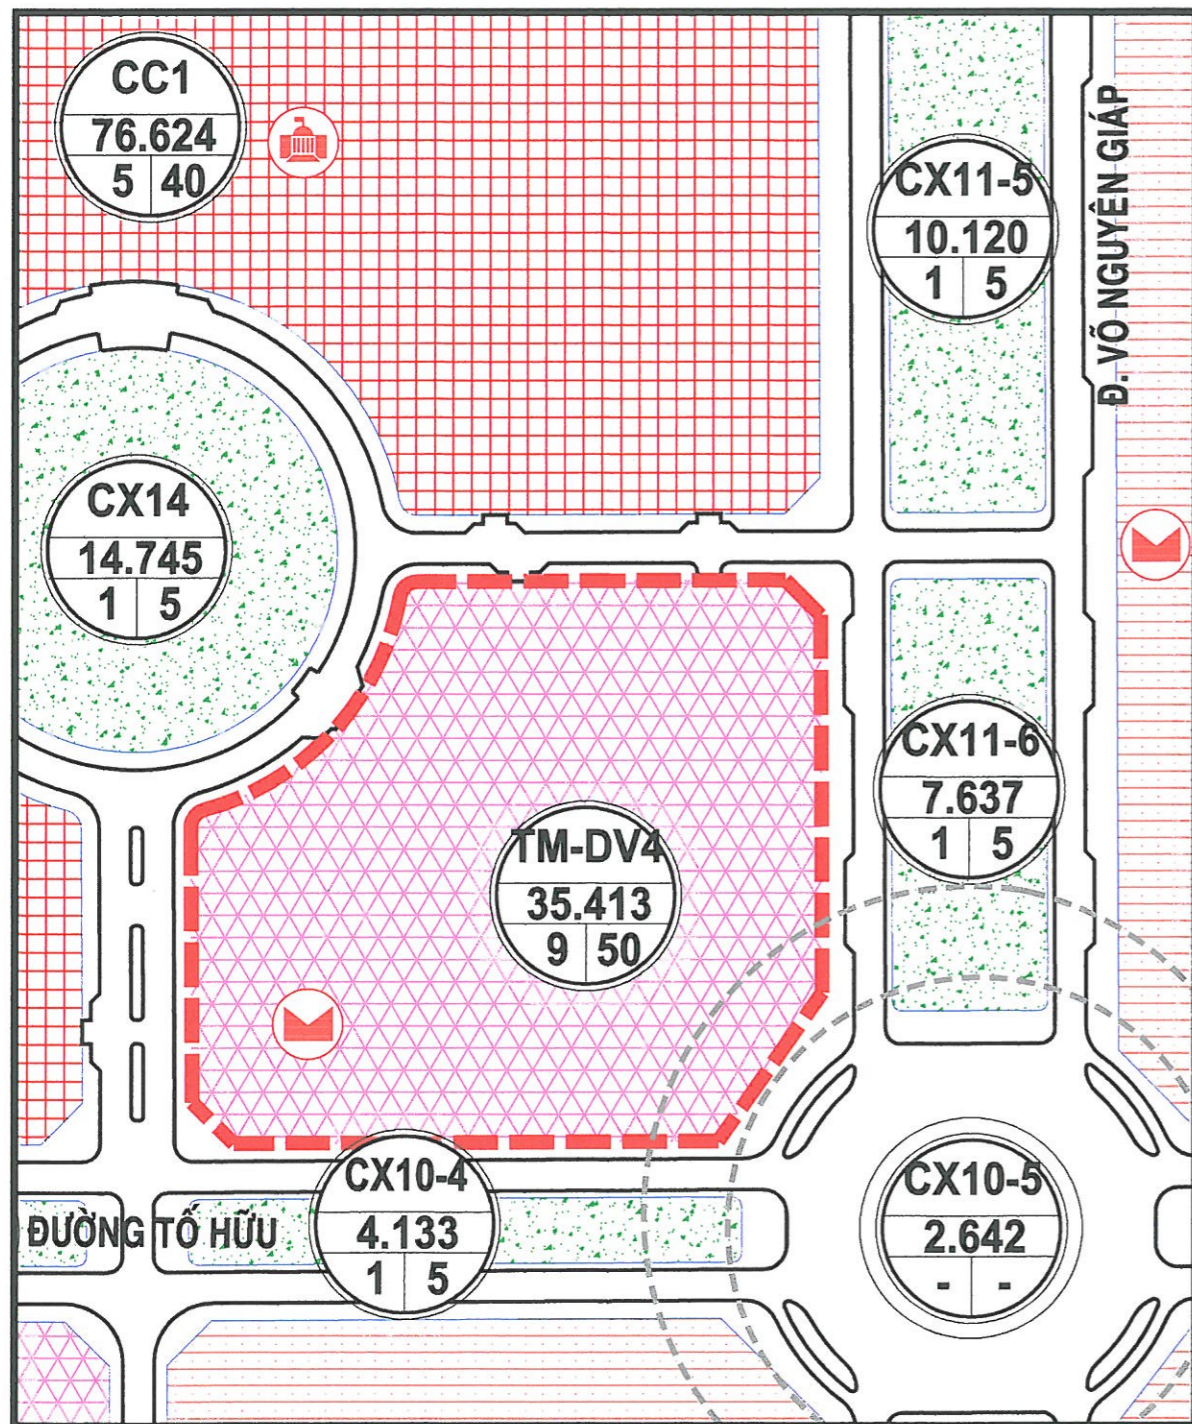 CC1
76.624
5 40
CX11-5
10.120
1 5
Đ. VÕ NGUYÊN GIÁP
CX14
14.745
1 5
CX11-6
7.637
1 5
TM-DV4
35.413
9 50
CX10-4
4.133
1 5
CX10-5
2.642
- -
ĐƯỜNG TỐ HỮU